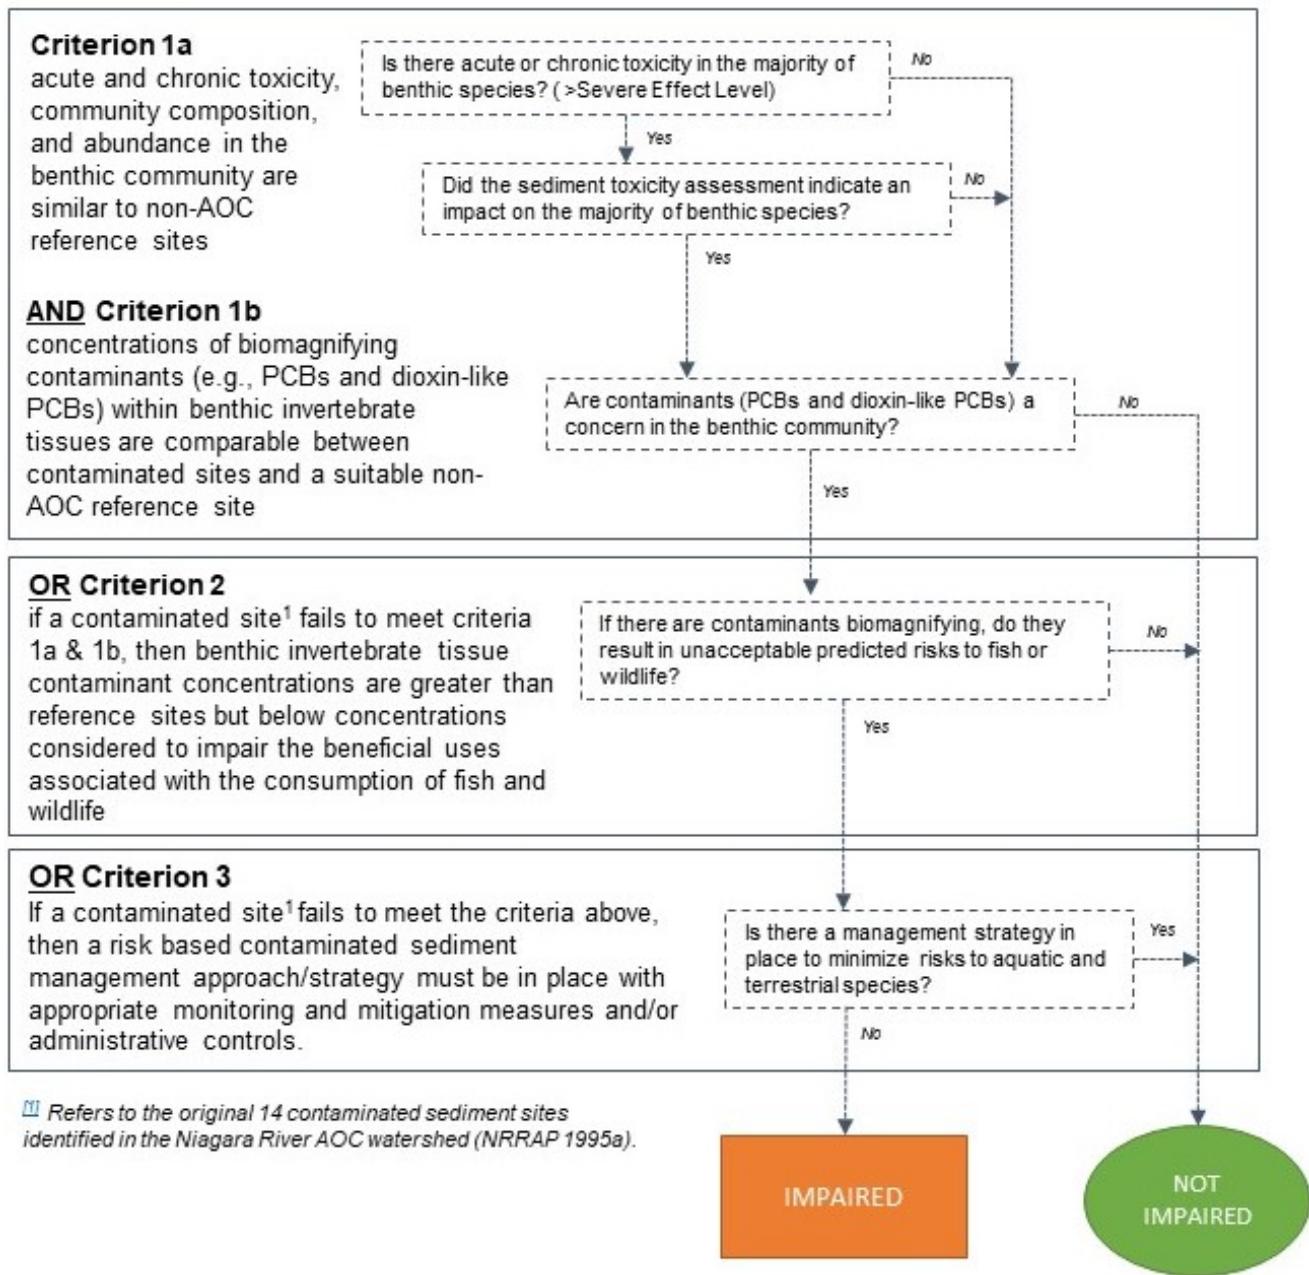 Criterion 1a
acute and chronic toxicity,
community composition,
and abundance in the
benthic community are
similar to non-AOC
reference sites
Is there acute or chronic toxicity in the majority of
benthic species? ( >Severe Effect Level)
No
Yes
Did the sediment toxicity assessment indicate an
impact on the majority of benthic species?
No
Yes
AND Criterion 1b
concentrations of biomagnifying
contaminants (e.g., PCBs and dioxin-like
PCBs) within benthic invertebrate
tissues are comparable between
contaminated sites and a suitable non-
AOC reference site
Are contaminants (PCBs and dioxin-like PCBs) a
concern in the benthic community?
No
Yes
OR Criterion 2
if a contaminated site¹ fails to meet criteria
1a & 1b, then benthic invertebrate tissue
contaminant concentrations are greater than
reference sites but below concentrations
considered to impair the beneficial uses
associated with the consumption of fish and
wildlife
If there are contaminants biomagnifying, do they
result in unacceptable predicted risks to fish or
wildlife?
No
Yes
OR Criterion 3
If a contaminated site¹ fails to meet the criteria above,
then a risk based contaminated sediment
management approach/strategy must be in place with
appropriate monitoring and mitigation measures and/or
administrative controls.
Is there a management strategy in
place to minimize risks to aquatic and
terrestrial species?
Yes
No
[1] Refers to the original 14 contaminated sediment sites
identified in the Niagara River AOC watershed (NRRAP 1995a).
IMPAIRED
NOT
IMPAIRED